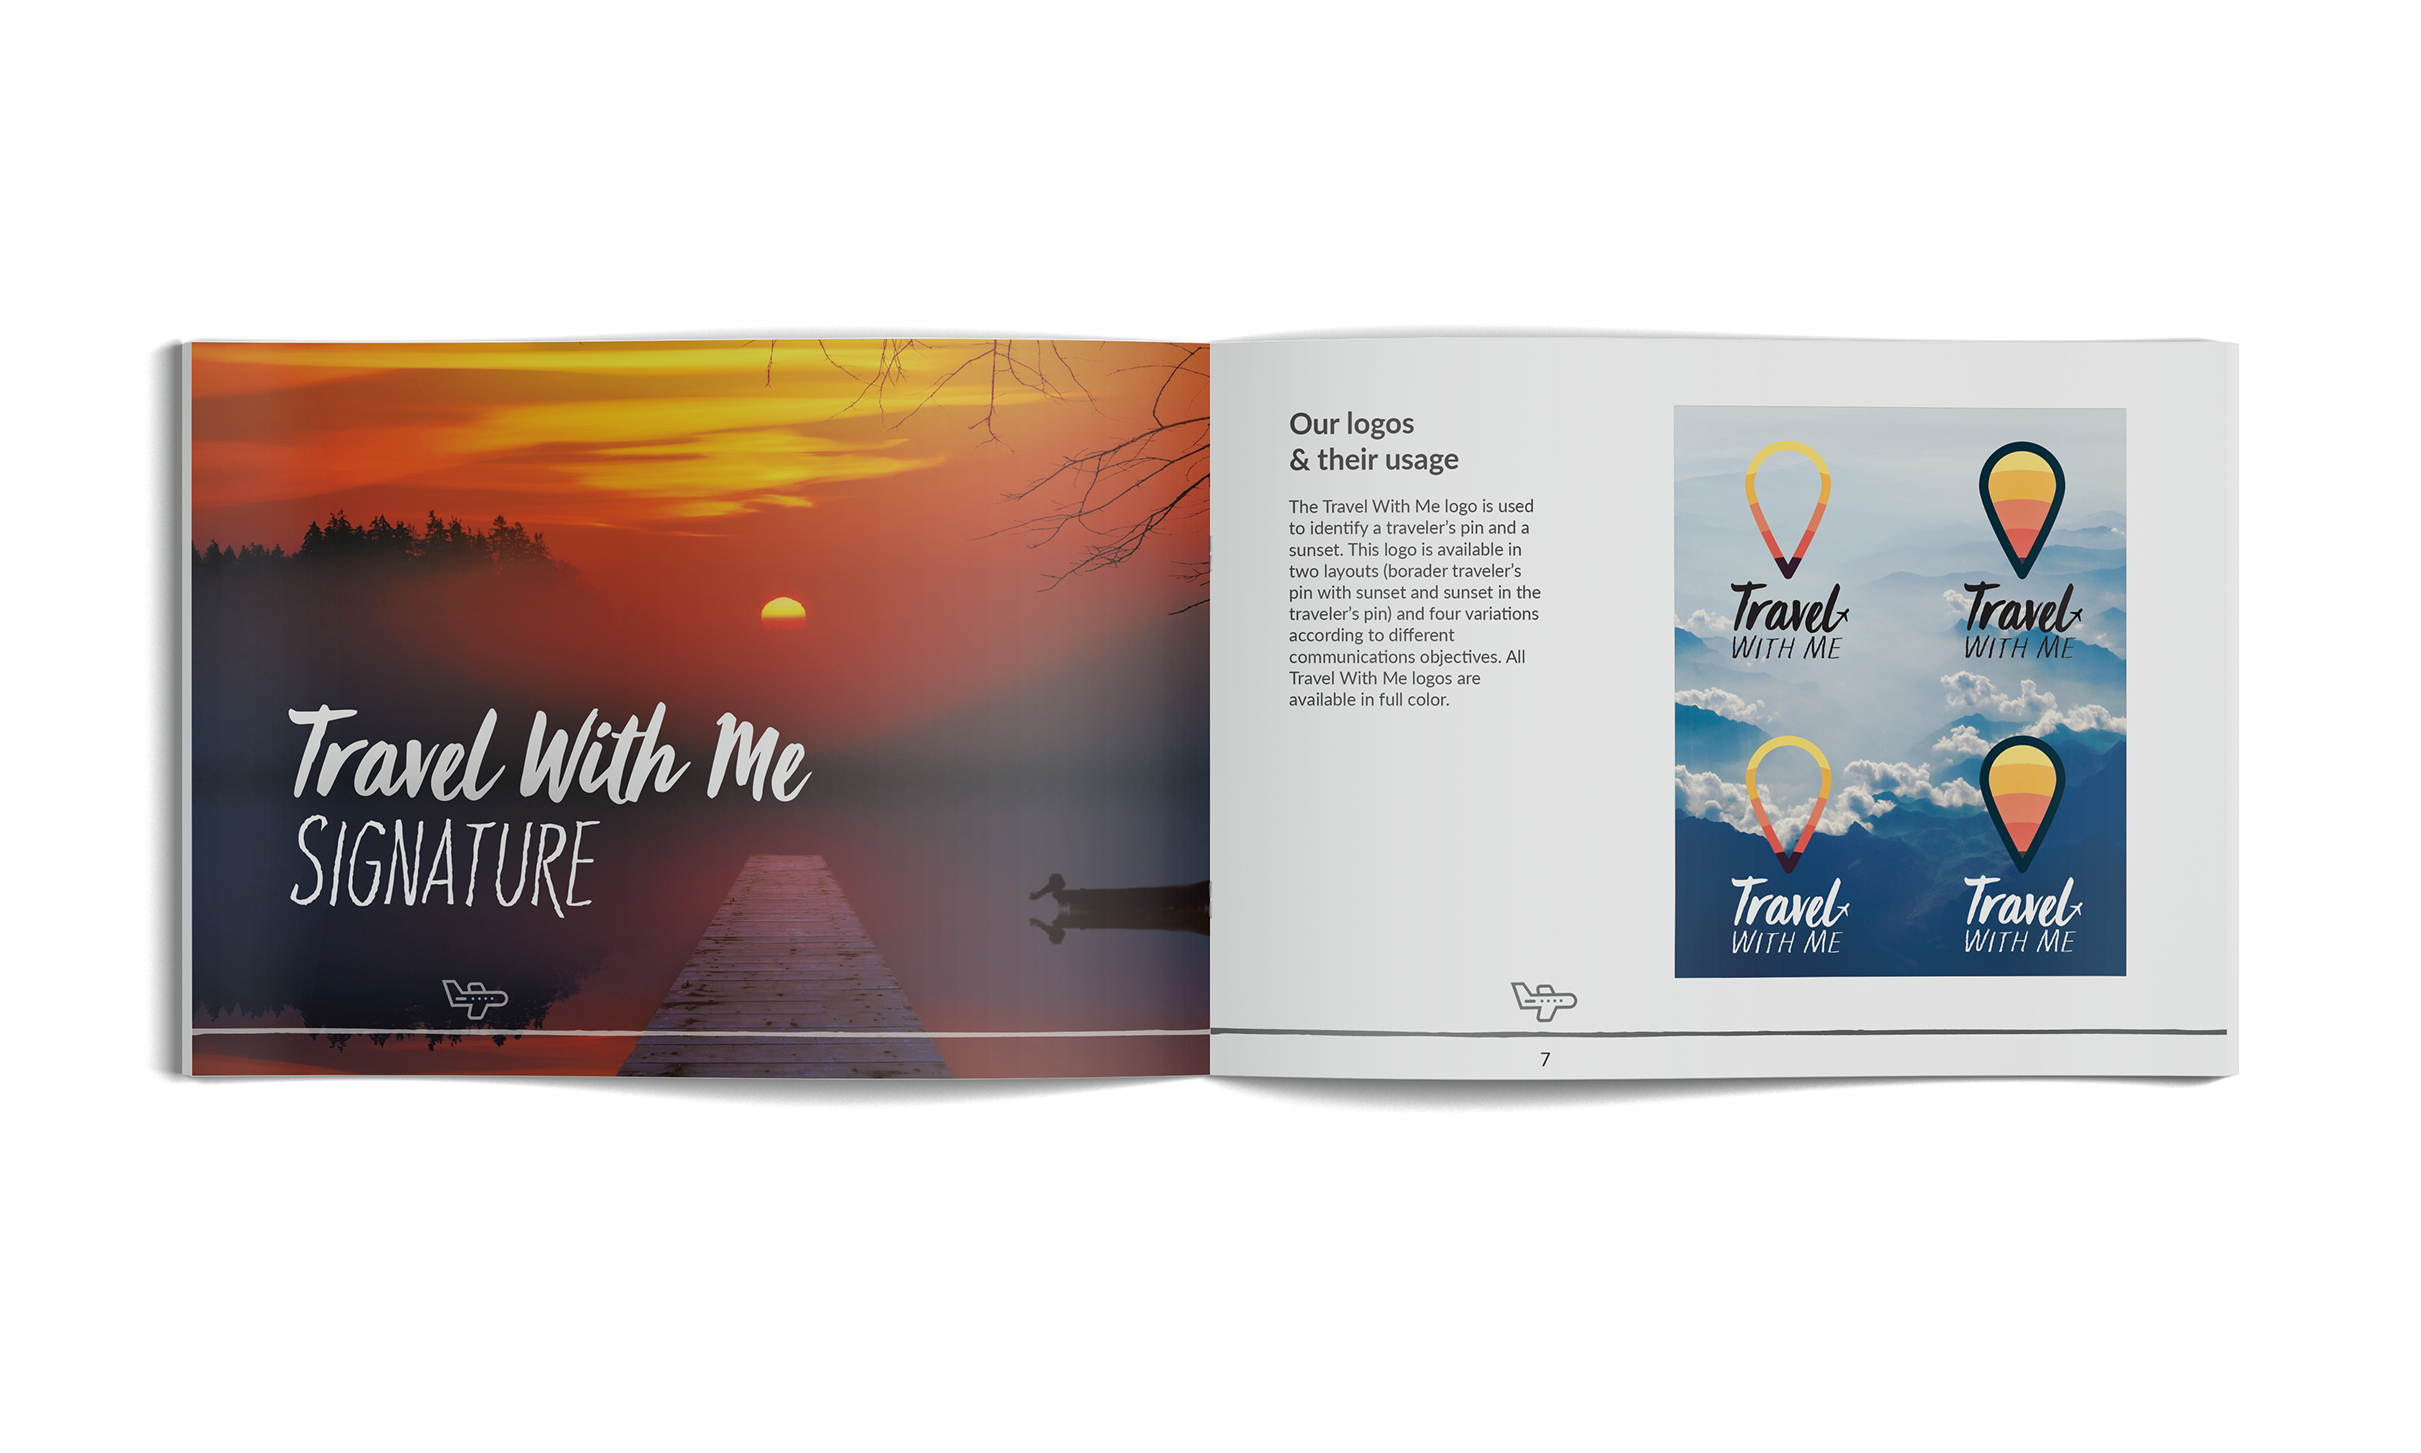 Travel With Me
SIGNATURE
Our logos
& their usage
The Travel With Me logo is used
to identify a traveler's pin and a
sunset. This logo is available in
two layouts (borader traveler's
pin with sunset and sunset in the
traveler's pin) and four variations
according to different
communications objectives. All
Travel With Me logos are
available in full color.
Travel
WITH ME
Travel
WITH ME
Travel
WITH ME
Travel
WITH ME
7